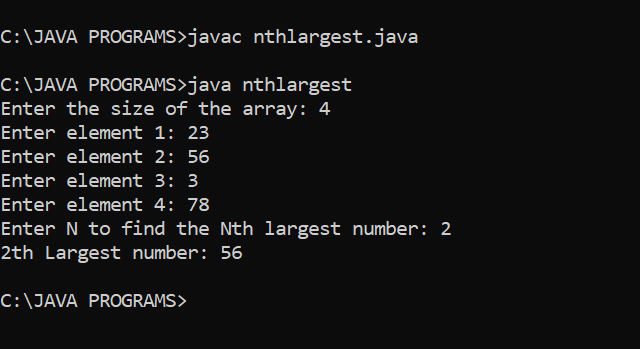 C:\JAVA PROGRAMS>javac nthlargest.java
C:\JAVA PROGRAMS>java nthlargest
Enter the size of the array: 4
Enter element 1: 23
Enter element 2: 56
Enter element 3: 3
Enter element 4: 78
Enter N to find the Nth largest number: 2
2th Largest number: 56
C:\JAVA PROGRAMS>